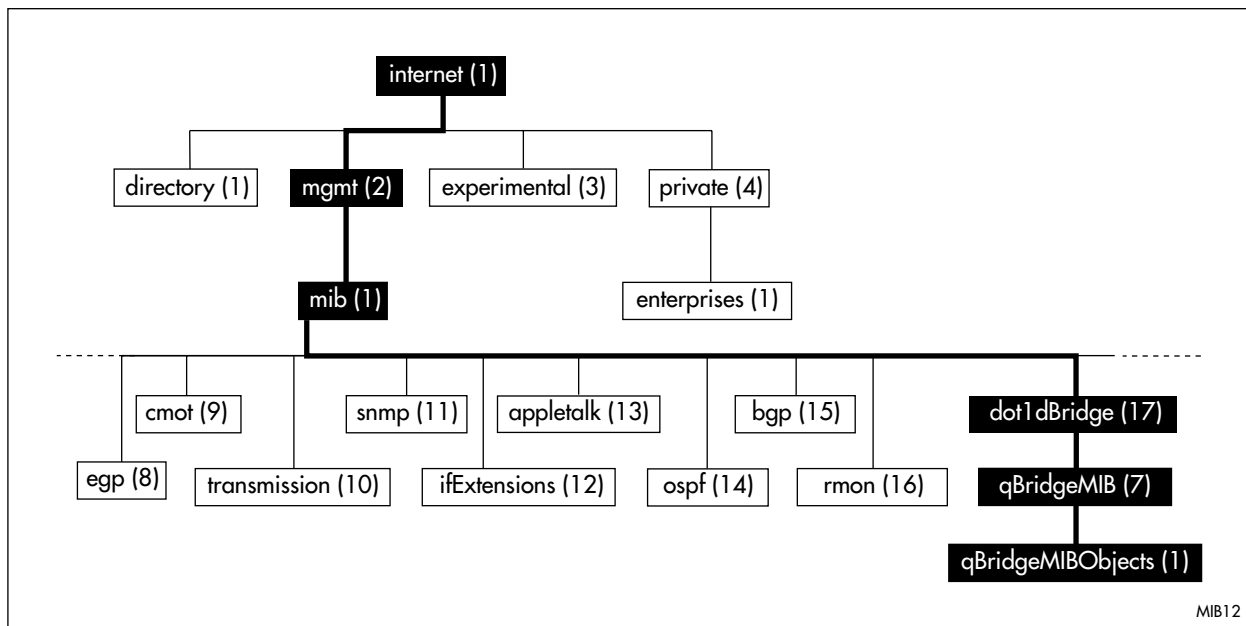 internet (1)
directory (1) mgmt (2) experimental (3) private (4)
mib (1) enterprises (1)
cmot (9) snmp (11) appletalk (13) bgp (15) dot1dBridge (17)
egp (8) transmission (10) ifExtensions (12) ospf (14) rmon (16) qBridgeMIB (7)
qBridgeMIBObjects (1)
MIB12